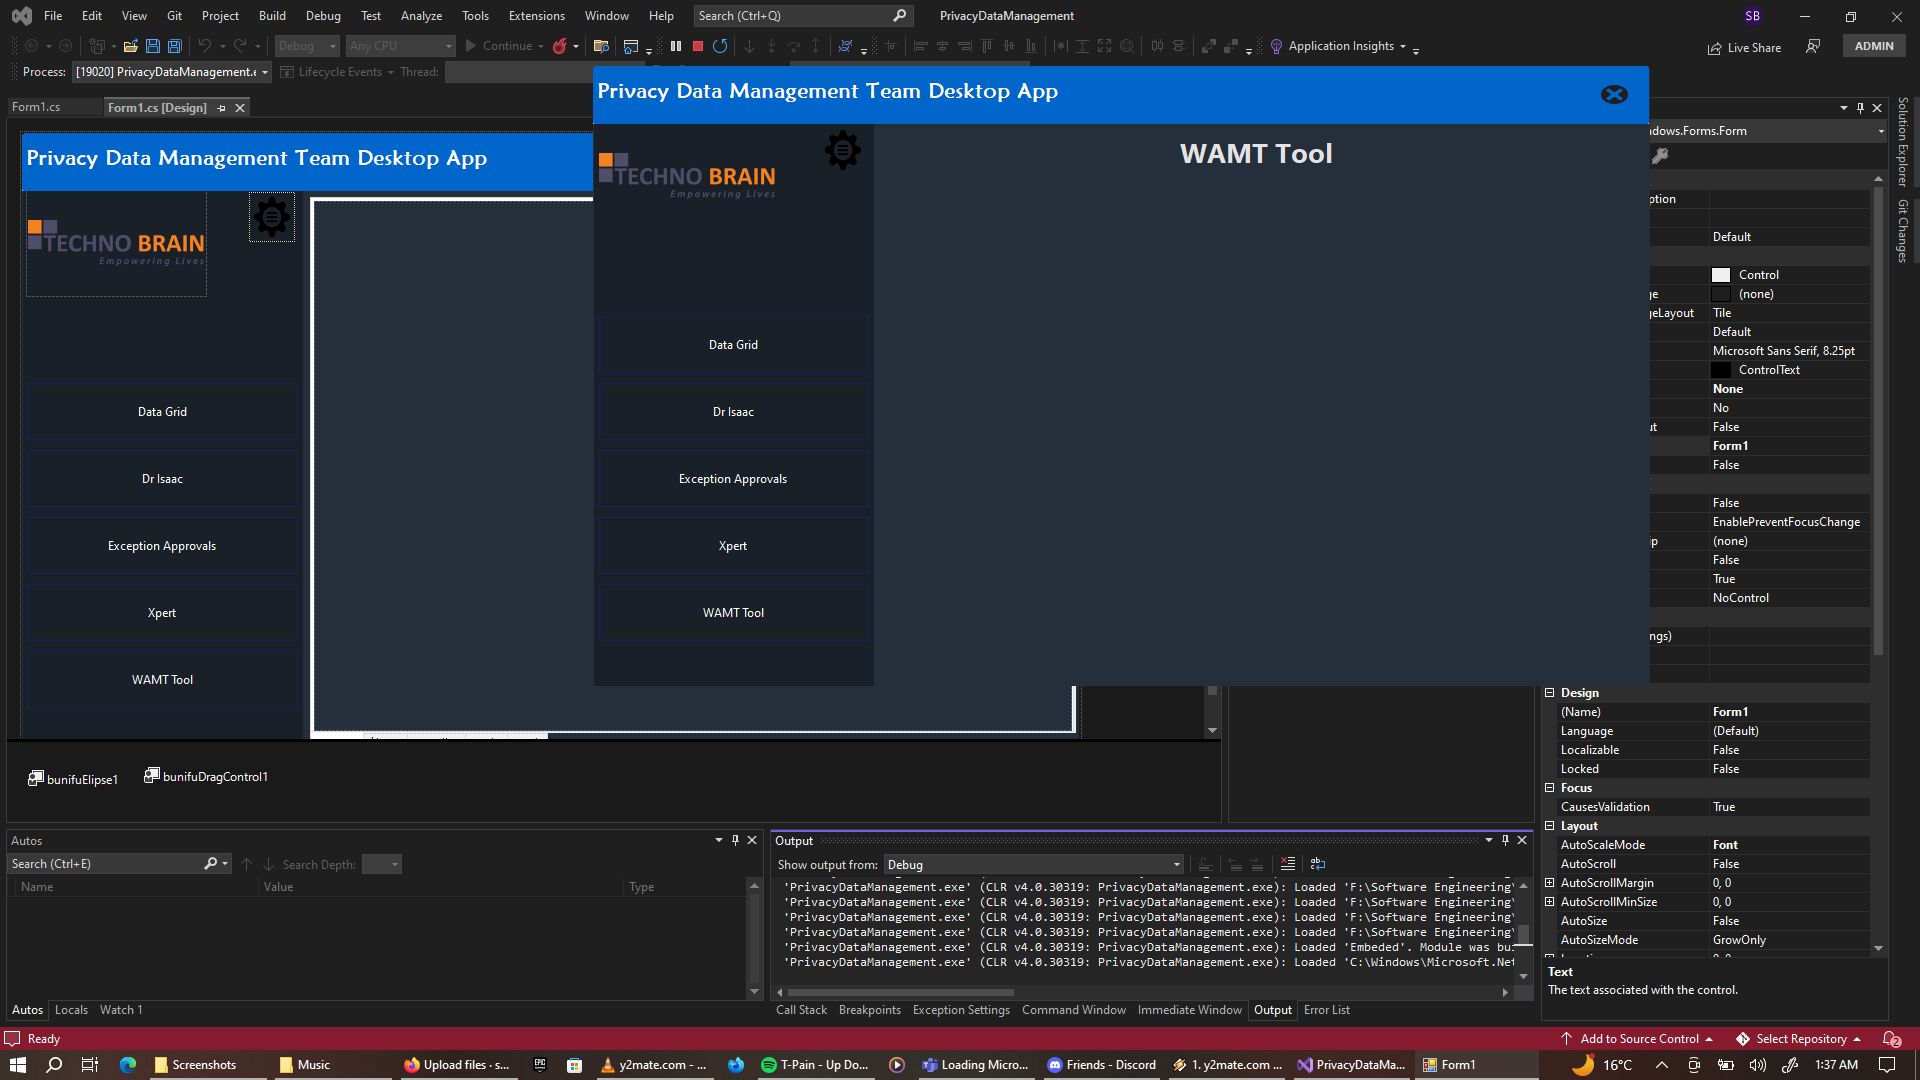 File Edit View Git Project Build Debug Test Analyze Tools Extensions Window Help Search (Ctrl+Q) PrivacyDataManagement SB
Debug Any CPU Continue Application Insights Live Share ADMIN
Process: [19020] PrivacyDataManagement.e Lifecycle Events Thread:
Form1.cs Form1.cs [Design]
Privacy Data Management Team Desktop App
TECHNO BRAIN
Empowering Lives
Data Grid
Dr Isaac
Exception Approvals
Xpert
WAMT Tool
Privacy Data Management Team Desktop App
TECHNO BRAIN
Empowering Lives
WAMT Tool
Data Grid
Dr Isaac
Exception Approvals
Xpert
WAMT Tool
bunifuElipse1 bunifuDragControl1
ndows.Forms.Form
ption
Default
Control
ge (none)
geLayout Tile
Default
Microsoft Sans Serif, 8.25pt
ControlText
None
No
ut False
Form1
False
False
EnablePreventFocusChange
ip (none)
False
True
NoControl
ngs)
Design
(Name) Form1
Language (Default)
Localizable False
Locked False
Focus
CausesValidation True
Layout
AutoScaleMode Font
AutoScroll False
AutoScrollMargin 0, 0
AutoScrollMinSize 0, 0
AutoSize False
AutoSizeMode GrowOnly
Text
The text associated with the control.
Solution Explorer
Git Changes
Autos
Search (Ctrl+E) Search Depth:
Name Value Type
Autos Locals Watch 1
Output
Show output from: Debug
'PrivacyDataManagement.exe' (CLR v4.0.30319: PrivacyDataManagement.exe): Loaded 'F:\Software Engineering\
'PrivacyDataManagement.exe' (CLR v4.0.30319: PrivacyDataManagement.exe): Loaded 'F:\Software Engineering\
'PrivacyDataManagement.exe' (CLR v4.0.30319: PrivacyDataManagement.exe): Loaded 'F:\Software Engineering\
'PrivacyDataManagement.exe' (CLR v4.0.30319: PrivacyDataManagement.exe): Loaded 'F:\Software Engineering\
'PrivacyDataManagement.exe' (CLR v4.0.30319: PrivacyDataManagement.exe): Loaded 'Embeded'. Module was bui
'PrivacyDataManagement.exe' (CLR v4.0.30319: PrivacyDataManagement.exe): Loaded 'C:\Windows\Microsoft.Net
Call Stack Breakpoints Exception Settings Command Window Immediate Window Output Error List
Ready Add to Source Control Select Repository 2
Screenshots Music Upload files · s... EPIC y2mate.com - ... T-Pain - Up Do... Loading Micro... Friends - Discord 1. y2mate.com ... PrivacyDataMa... Form1 16°C 1:37 AM